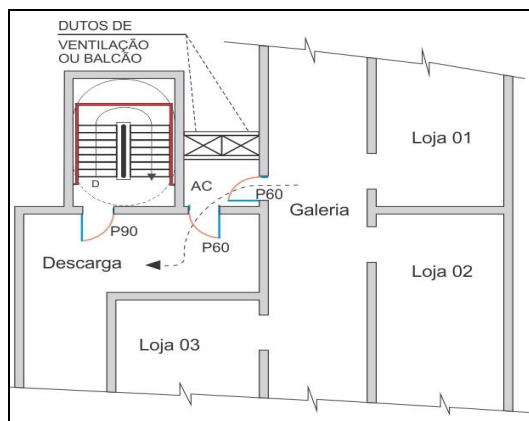 DUTOS DE
VENTILAÇÃO
OU BALCÃO
Loja 01
AC
P60
Galeria
D
P90
P60
Descarga
Loja 02
Loja 03